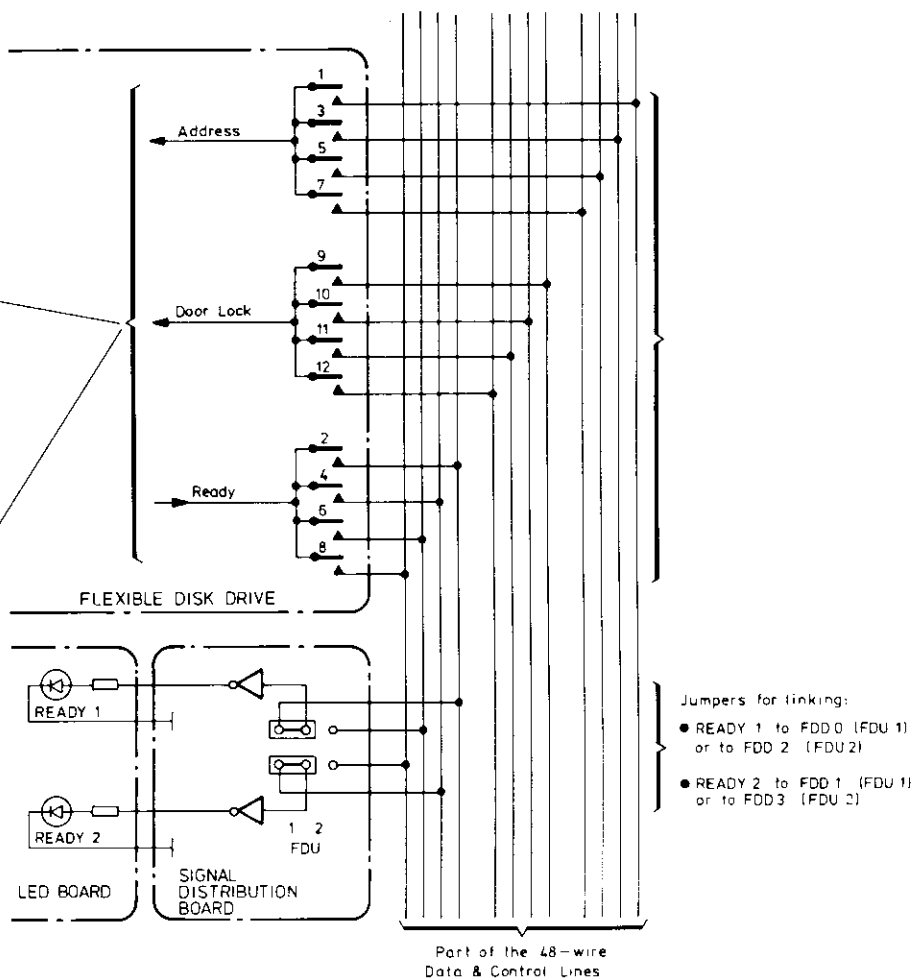 1
3
Address
5
7
9
10
Door Lock
11
12
2
4
Ready
6
8
FLEXIBLE DISK DRIVE
READY 1
Jumpers for linking:
● READY 1 to FDD 0 (FDU 1)
or to FDD 2 (FDU 2)
● READY 2 to FDD 1 (FDU 1)
or to FDD 3 (FDU 2)
READY 2
1 2
FDU
LED BOARD
SIGNAL
DISTRIBUTION
BOARD
Part of the 48-wire
Data & Control Lines